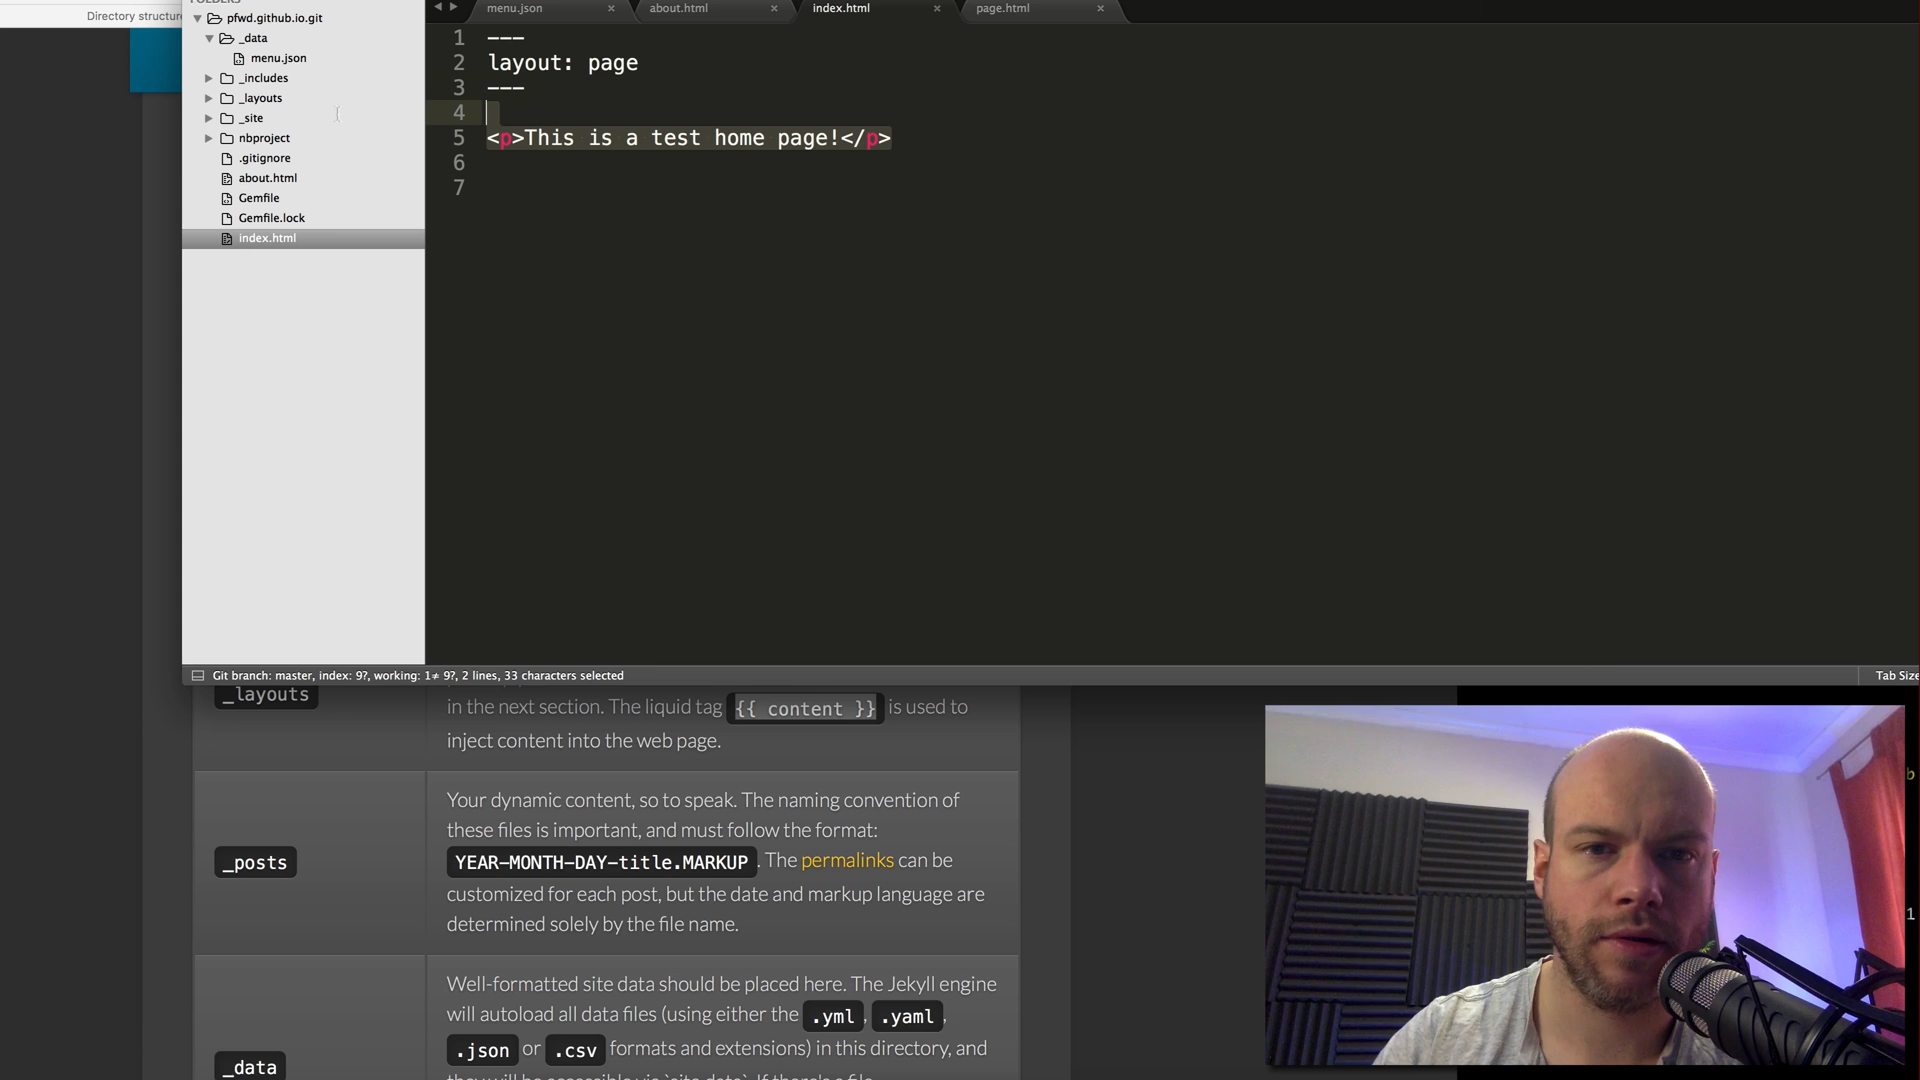 Directory structure
FOLDERS
pfwd.github.io.git
_data
menu.json
_includes
_layouts
_site
nbproject
.gitignore
about.html
Gemfile
Gemfile.lock
index.html
menu.json × about.html × index.html × page.html ×
1 ---
2 layout: page
3 ---
4
5 <p>This is a test home page!</p>
6
7
Git branch: master, index: 9?, working: 1≠ 9?, 2 lines, 33 characters selected
Tab Size
_layouts
in the next section. The liquid tag {{ content }} is used to
inject content into the web page.
_posts
Your dynamic content, so to speak. The naming convention of
these files is important, and must follow the format:
YEAR-MONTH-DAY-title.MARKUP . The permalinks can be
customized for each post, but the date and markup language are
determined solely by the file name.
_data
Well-formatted site data should be placed here. The Jekyll engine
will autoload all data files (using either the .yml , .yaml ,
.json or .csv formats and extensions) in this directory, and
b
1